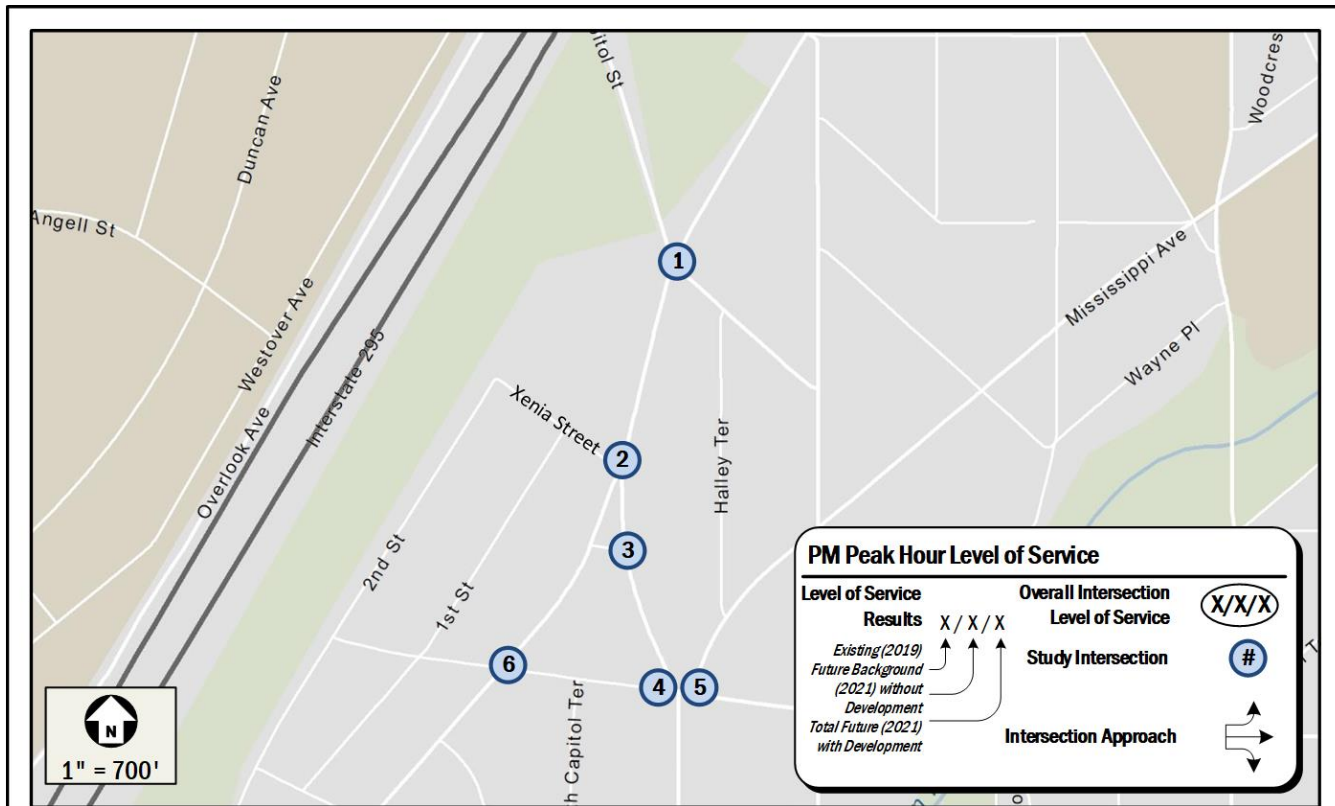 itol St
Duncan Ave
Woodcres
Angell St
1
Mississippi Ave
Westover Ave
Interstate 295
Wayne Pl
Overlook Ave
Xenia Street
2
Halley Ter
3
2nd St
1st St
6
4
5
h Capitol Ter
N
1" = 700'
PM Peak Hour Level of Service
Level of Service
Results
X / X / X
Existing (2019)
Future Background
(2021) without
Development
Total Future (2021)
with Development
Overall Intersection
Level of Service
X/X/X
Study Intersection
#
Intersection Approach